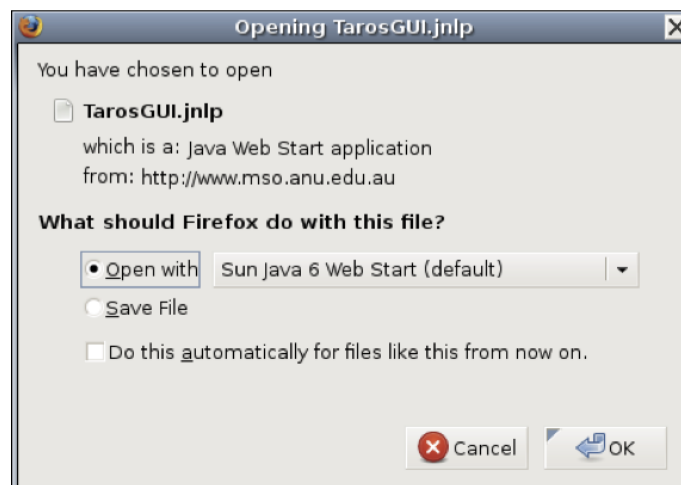 Opening TarosGUI.jnlp
You have chosen to open
TarosGUI.jnlp
which is a: Java Web Start application
from: http://www.mso.anu.edu.au
What should Firefox do with this file?
Open with Sun Java 6 Web Start (default)
Save File
Do this automatically for files like this from now on.
Cancel OK